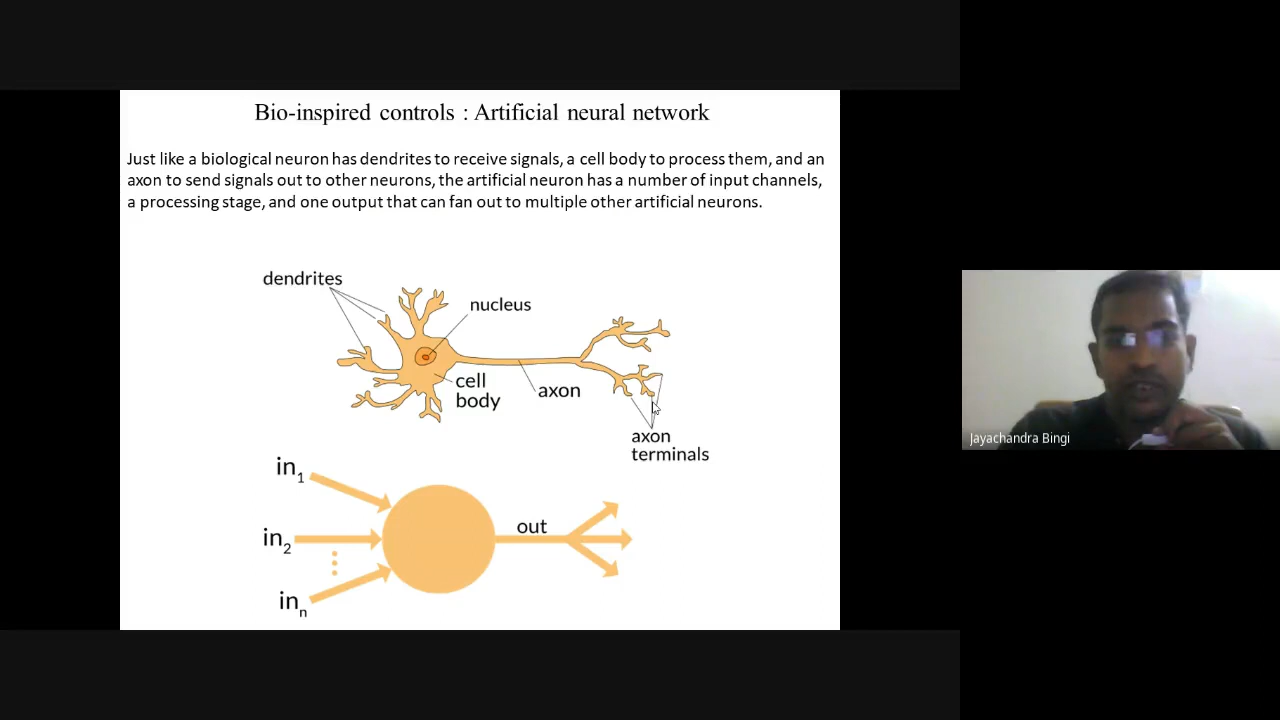 Bio-inspired controls : Artificial neural network
Just like a biological neuron has dendrites to receive signals, a cell body to process them, and an
axon to send signals out to other neurons, the artificial neuron has a number of input channels,
a processing stage, and one output that can fan out to multiple other artificial neurons.
dendrites
nucleus
cell
body
axon
axon
terminals
in1
in2
inn
out
Jayachandra Bingi